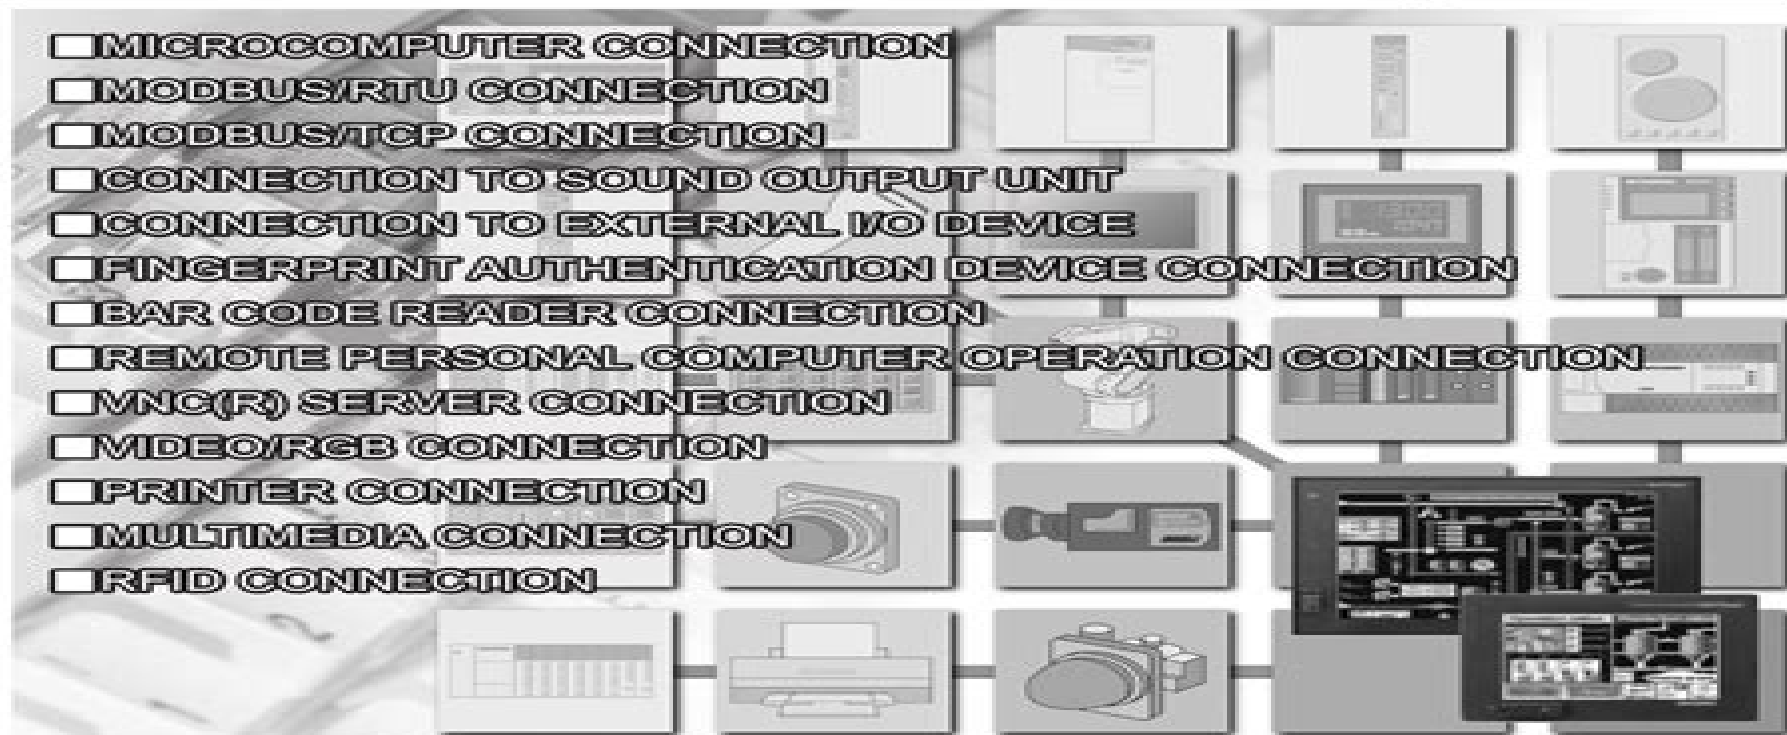 □MICROCOMPUTER CONNECTION
□MODBUS/RTU CONNECTION
□MODBUS/TCP CONNECTION
□CONNECTION TO SOUND OUTPUT UNIT
□CONNECTION TO EXTERNAL I/O DEVICE
□FINGERPRINT AUTHENTICATION DEVICE CONNECTION
□BAR CODE READER CONNECTION
□REMOTE PERSONAL COMPUTER OPERATION CONNECTION
□VNC(R) SERVER CONNECTION
□VIDEO/RGB CONNECTION
□PRINTER CONNECTION
□MULTIMEDIA CONNECTION
□RFID CONNECTION